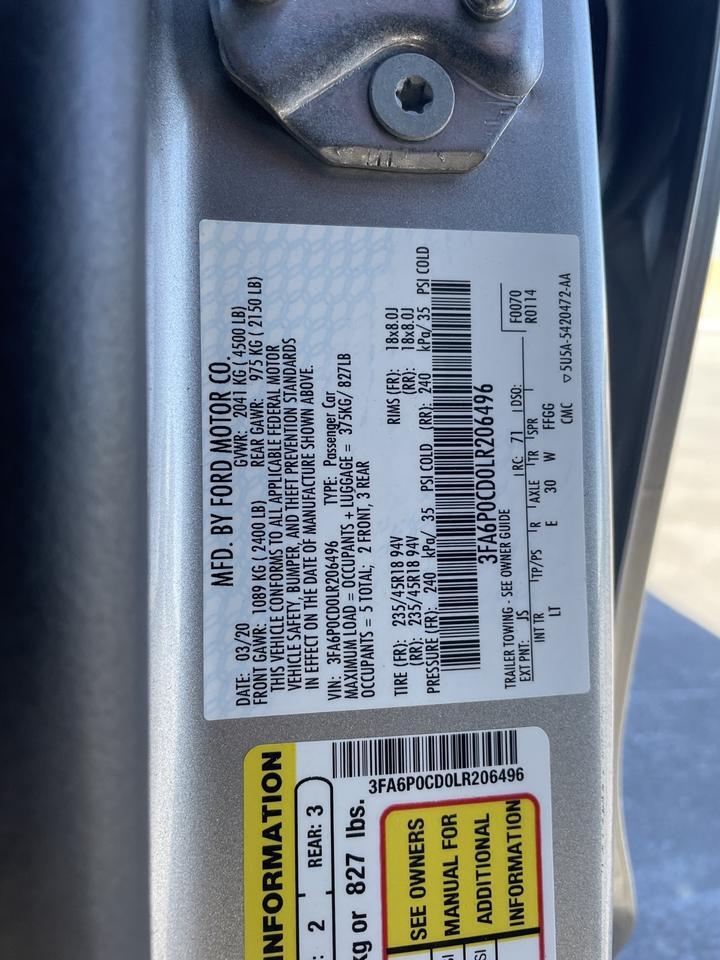 MFD. BY FORD MOTOR CO.
DATE: 03/20 GVWR: 2041 KG ( 4500 LB)
FRONT GAWR: 1089 KG ( 2400 LB) REAR GAWR: 975 KG ( 2150 LB)
THIS VEHICLE CONFORMS TO ALL APPLICABLE FEDERAL MOTOR
VEHICLE SAFETY, BUMPER, AND THEFT PREVENTION STANDARDS
IN EFFECT ON THE DATE OF MANUFACTURE SHOWN ABOVE.
VIN: 3FA6P0CD0LR206496 TYPE: Passenger Car
MAXIMUM LOAD = OCCUPANTS + LUGGAGE = 375KG/ 827LB
OCCUPANTS = 5 TOTAL; 2 FRONT, 3 REAR
TIRE (FR): 235/45R18 94V RIMS (FR): 18x8.0J
(RR): 235/45R18 94V (RR): 18x8.0J
PRESSURE (FR): 240 kPa/ 35 PSI COLD (RR): 240 kPa/ 35 PSI COLD
3FA6P0CD0LR206496
TRAILER TOWING - SEE OWNER GUIDE F0070
EXT PNT: JS RC: 71 DSO: R0114
INT TR TP/PS R AXLE TR SPR
LT E 30 W FFGG
CMC ▽5U5A-5420472-AA
INFORMATION
: 2 REAR: 3
kg or 827 lbs.
3FA6P0CD0LR206496
SEE OWNERS
MANUAL FOR
ADDITIONAL
INFORMATION